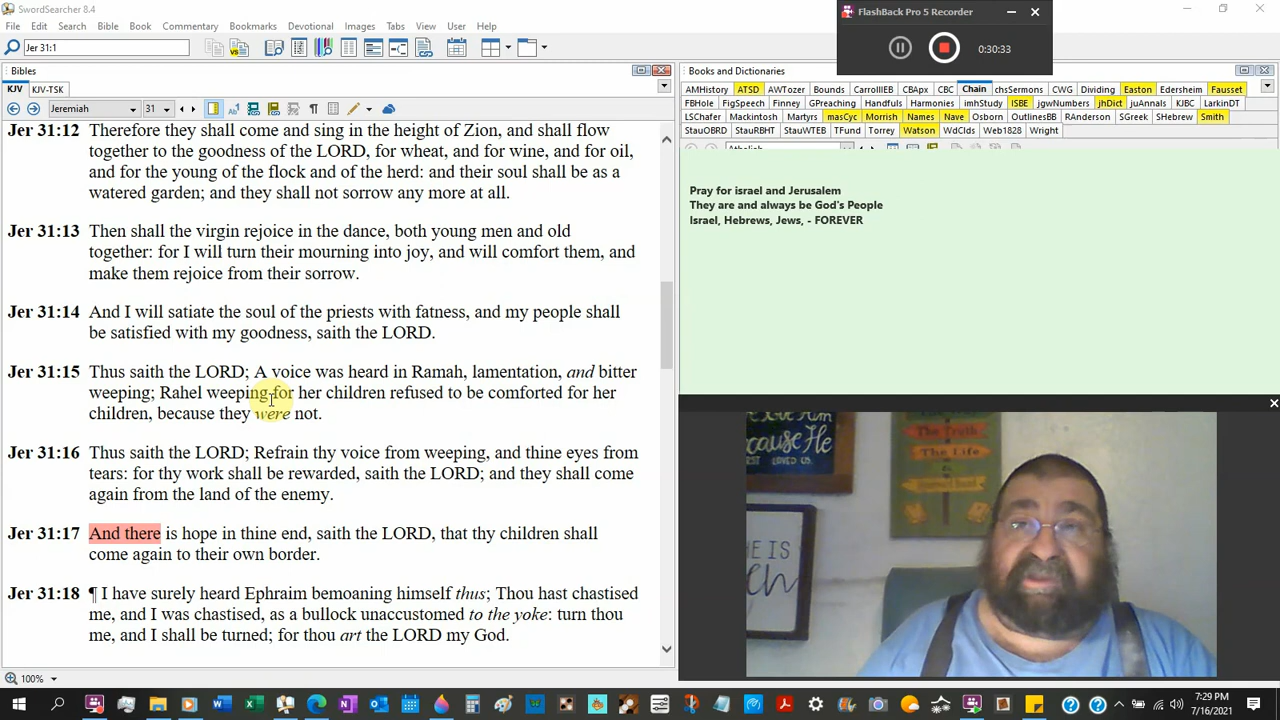 SwordSearcher 8.4
File Edit Search Bible Book Commentary Bookmarks Devotional Images Tabs View User Help
Jer 31:1
FlashBack Pro 5 Recorder
0:30:33
Bibles
KJV KJV-TSK
Jeremiah 31
Jer 31:12 Therefore they shall come and sing in the height of Zion, and shall flow
together to the goodness of the LORD, for wheat, and for wine, and for oil,
and for the young of the flock and of the herd: and their soul shall be as a
watered garden; and they shall not sorrow any more at all.
Jer 31:13 Then shall the virgin rejoice in the dance, both young men and old
together: for I will turn their mourning into joy, and will comfort them, and
make them rejoice from their sorrow.
Jer 31:14 And I will satiate the soul of the priests with fatness, and my people shall
be satisfied with my goodness, saith the LORD.
Jer 31:15 Thus saith the LORD; A voice was heard in Ramah, lamentation, and bitter
weeping; Rahel weeping for her children refused to be comforted for her
children, because they were not.
Jer 31:16 Thus saith the LORD; Refrain thy voice from weeping, and thine eyes from
tears: for thy work shall be rewarded, saith the LORD; and they shall come
again from the land of the enemy.
Jer 31:17 And there is hope in thine end, saith the LORD, that thy children shall
come again to their own border.
Jer 31:18 ¶ I have surely heard Ephraim bemoaning himself thus; Thou hast chastised
me, and I was chastised, as a bullock unaccustomed to the yoke: turn thou
me, and I shall be turned; for thou art the LORD my God.
100%
Books and Dictionaries
AMHistory ATSD AWTozer Bounds CarrollEB CBApx CBC Chain chsSermons CWG Dividing Easton Edersheim Fausset
FBHole FigSpeech Finney GPreaching Handfuls Harmonies imhStudy ISBE jgwNumbers jhDict juAnnals KJBC LarkinDT
LSChafer Mackintosh Martyrs masCyc Morrish Names Nave Osborn OutlinesBB RAnderson SGreek SHebrew Smith
StauOBRD StauRBHT StauWTEB TFund Torrey Watson WdClds Web1828 Wright
Pray for israel and Jerusalem
They are and always be God's People
Israel, Hebrews, Jews, - FOREVER
Because He
The Truth
The Life
7:29 PM
7/16/2021